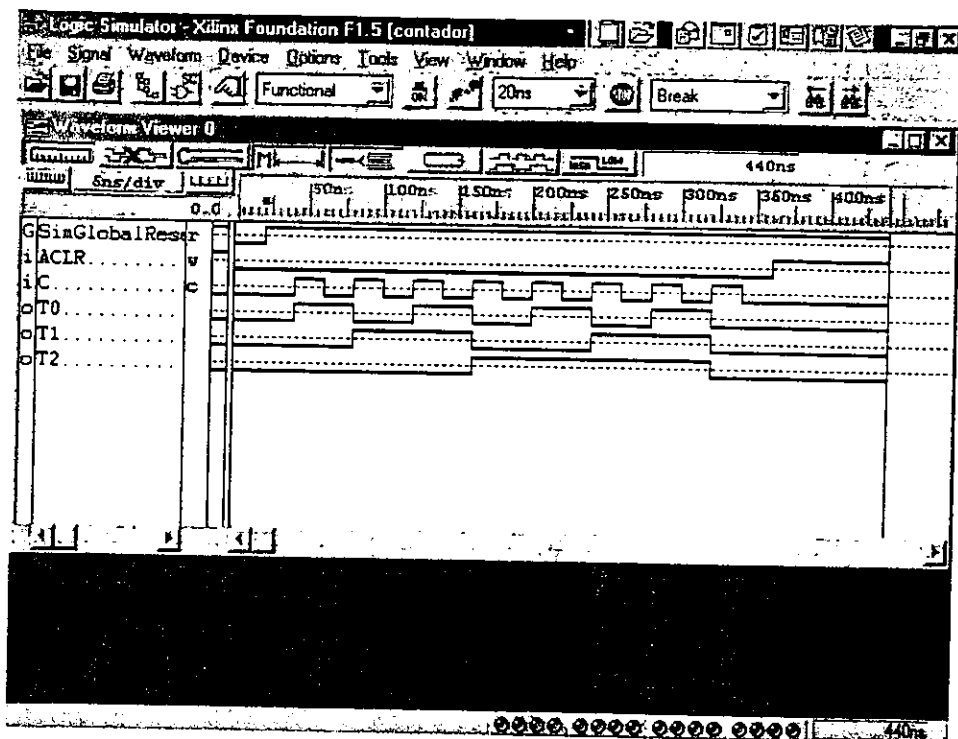 Logic Simulator - Xilinx Foundation F1.5 [contador]
File Signal Waveform Device Options Tools View Window Help
Functional 20ns Break
Waveform Viewer 0
440ns
5ns/div
50ns 100ns 150ns 200ns 250ns 300ns 350ns 400ns
0.0
G SimGlobalReser
i ACLR......... w
i C............ c
o T0...........
o T1...........
o T2...........
440ns